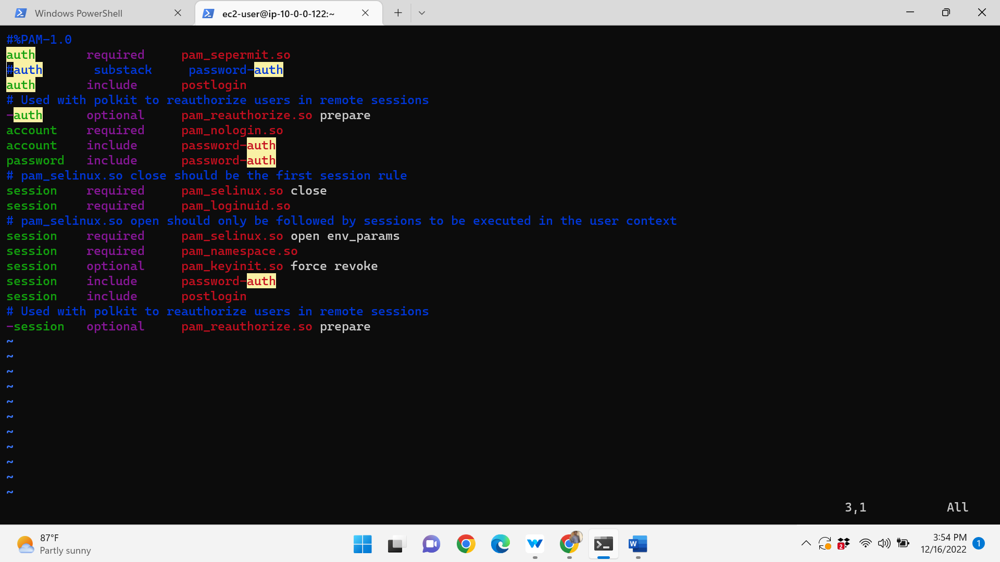 Windows PowerShell
ec2-user@ip-10-0-0-122:~
#%PAM-1.0
auth       required     pam_sepermit.so
#auth       substack     password-auth
auth       include      postlogin
# Used with polkit to reauthorize users in remote sessions
-auth      optional     pam_reauthorize.so prepare
account    required     pam_nologin.so
account    include      password-auth
password   include      password-auth
# pam_selinux.so close should be the first session rule
session    required     pam_selinux.so close
session    required     pam_loginuid.so
# pam_selinux.so open should only be followed by sessions to be executed in the user context
session    required     pam_selinux.so open env_params
session    required     pam_namespace.so
session    optional     pam_keyinit.so force revoke
session    include      password-auth
session    include      postlogin
# Used with polkit to reauthorize users in remote sessions
-session   optional     pam_reauthorize.so prepare
~
~
~
~
~
~
~
~
~
~
~
3,1           All
87°F
Partly sunny
W
2
3:54 PM
12/16/2022
1